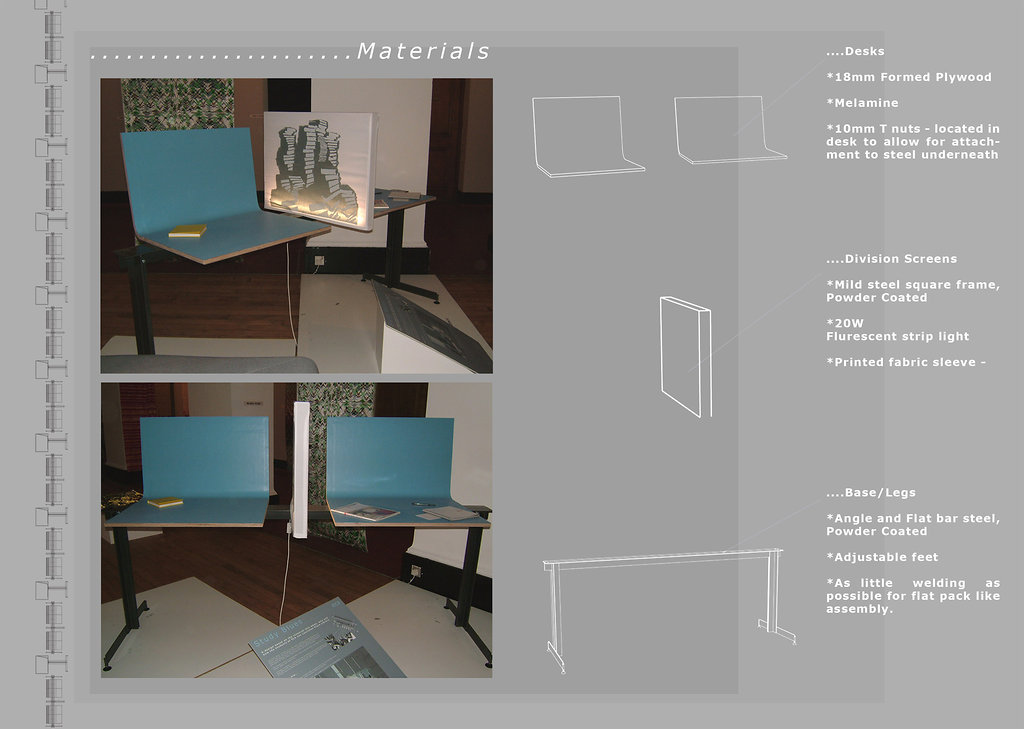 ......................Materials
....Desks
*18mm Formed Plywood
*Melamine
*10mm T nuts - located in
desk to allow for attach-
ment to steel underneath
....Division Screens
*Mild steel square frame,
Powder Coated
*20W
Flurescent strip light
*Printed fabric sleeve -
....Base/Legs
*Angle and Flat bar steel,
Powder Coated
*Adjustable feet
*As little welding as
possible for flat pack like
assembly.
Study Blues